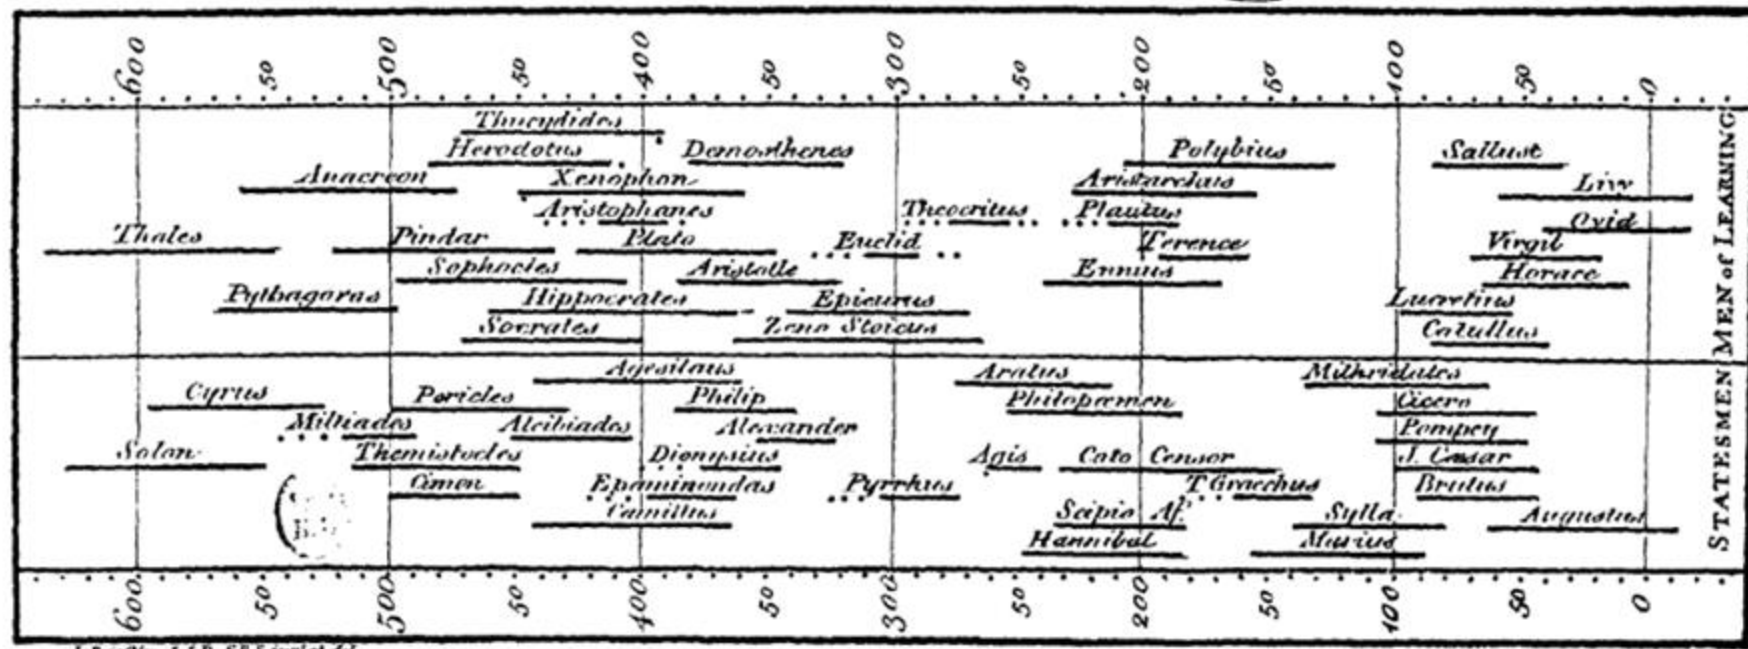 600 50 500 50 400 50 300 50 200 50 100 50 0
Thucydides
Herodotus Demosthenes Polybius Sallust
Anacreon Xenophon Aristarchus Livy
Aristophanes Theocritus Plautus Ovid
Thales Pindar Plato Euclid Terence Virgil
Sophocles Aristotle Ennius Horace
Pythagoras Hippocrates Epicurus Lucretius
Socrates Zeno Stoicus Catullus
MEN of LEARNING
Agesilaus Aratus Mithridates
Cyrus Pericles Philip Philopœmen Cicero
Miltiades Alcibiades Alexander Pompey
Solon Themistocles Dionysius Agis Cato Censor J. Cæsar
Cimon Epaminondas Pyrrhus T Gracchus Brutus
Camillus Scipio Af. Sylla Augustus
Hannibal Marius
STATESMEN
600 50 500 50 400 50 300 50 200 50 100 50 0